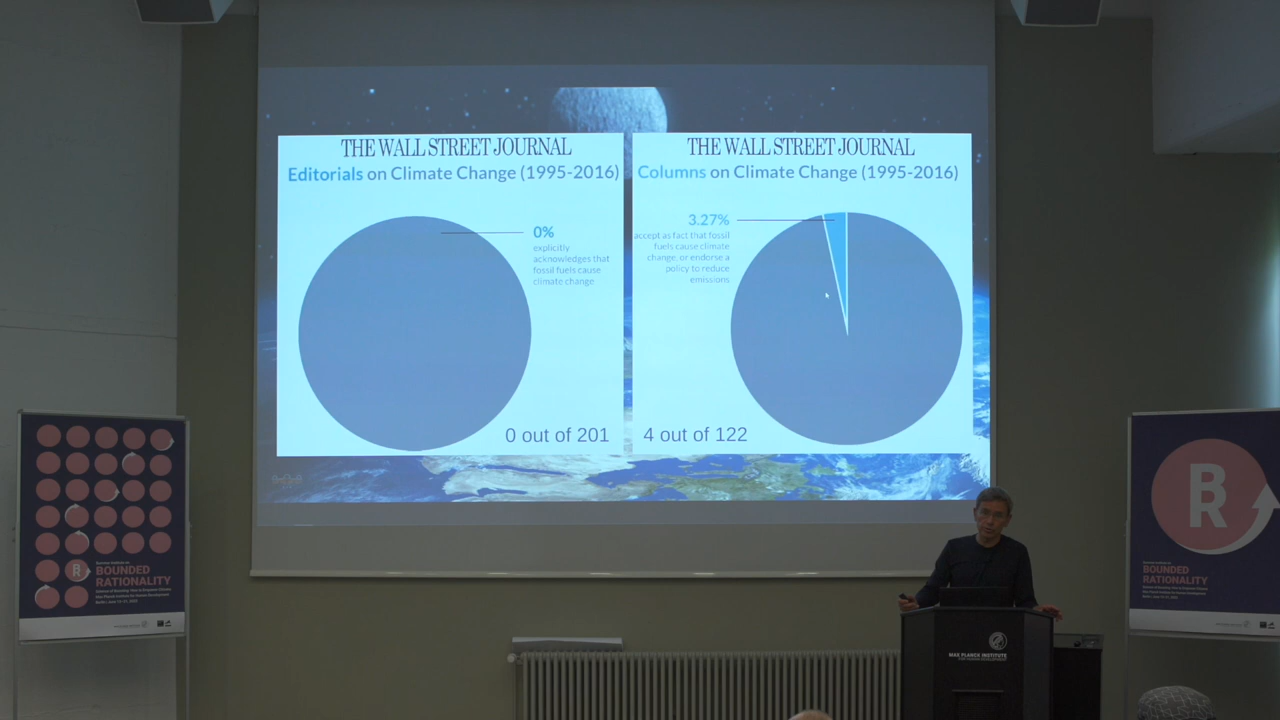 THE WALL STREET JOURNAL
Editorials on Climate Change (1995-2016)
0%
explicitly
acknowledges that
fossil fuels cause
climate change
0 out of 201
THE WALL STREET JOURNAL
Columns on Climate Change (1995-2016)
3.27%
accept as fact that fossil
fuels cause climate
change, or endorse a
policy to reduce
emissions
4 out of 122
R
BOUNDED
RATIONALITY
R
BOUNDED
RATIONALITY
MAX PLANCK INSTITUTE
FOR HUMAN DEVELOPMENT